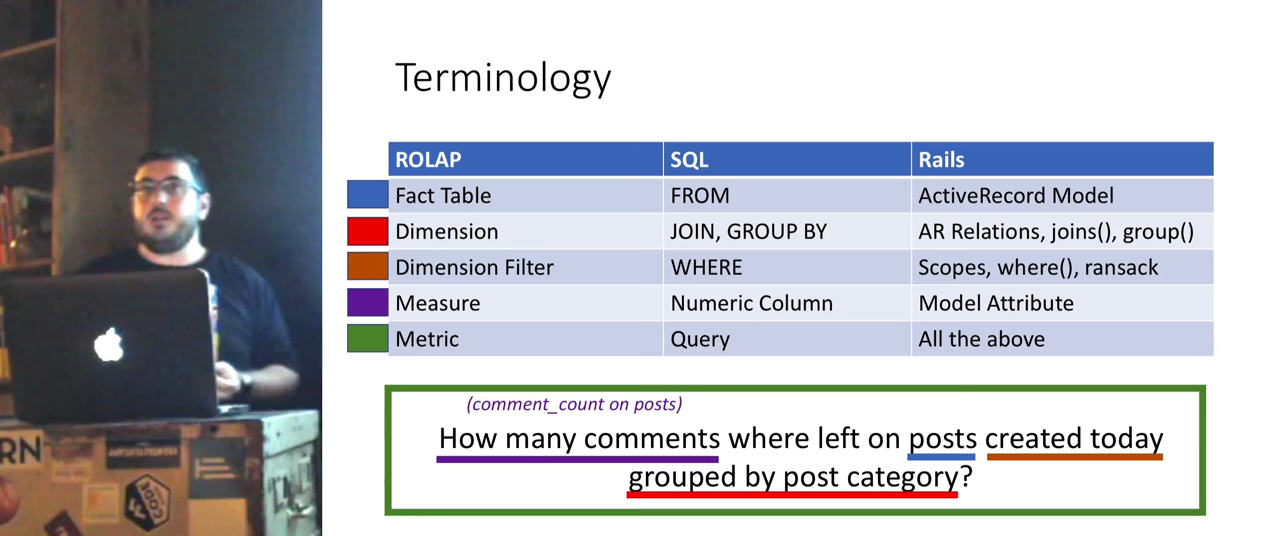 Terminology
ROLAP SQL Rails
Fact Table FROM ActiveRecord Model
Dimension JOIN, GROUP BY AR Relations, joins(), group()
Dimension Filter WHERE Scopes, where(), ransack
Measure Numeric Column Model Attribute
Metric Query All the above
(comment_count on posts)
How many comments where left on posts created today
grouped by post category?
RN
CODE